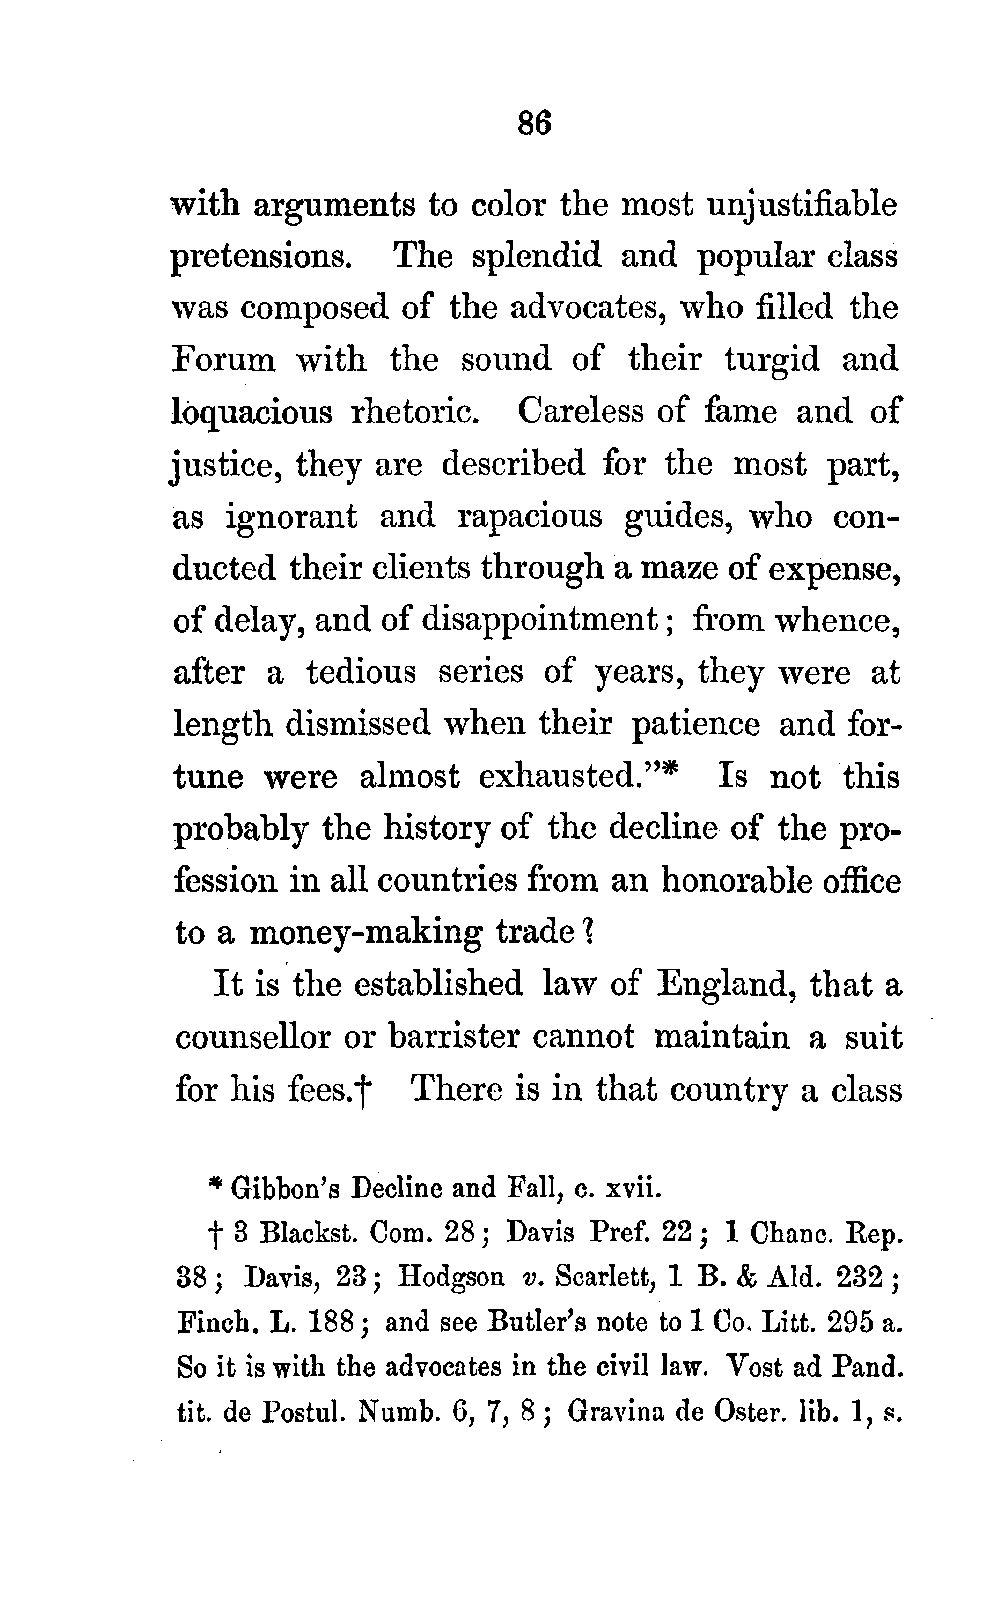 86
with arguments to color the most unjustifiable
pretensions. The splendid and popular class
was composed of the advocates, who filled the
Forum with the sound of their turgid and
loquacious rhetoric. Careless of fame and of
justice, they are described for the most part,
as ignorant and rapacious guides, who con-
ducted their clients through a maze of expense,
of delay, and of disappointment; from whence,
after a tedious series of years, they were at
length dismissed when their patience and for-
tune were almost exhausted."* Is not this
probably the history of the decline of the pro-
fession in all countries from an honorable office
to a money-making trade?
It is the established law of England, that a
counsellor or barrister cannot maintain a suit
for his fees.† There is in that country a class
* Gibbon's Decline and Fall, c. xvii.
† 3 Blackst. Com. 28; Davis Pref. 22; 1 Chanc. Rep.
38; Davis, 23; Hodgson v. Scarlett, 1 B. & Ald. 232;
Finch. L. 188; and see Butler's note to 1 Co. Litt. 295 a.
So it is with the advocates in the civil law. Vost ad Pand.
tit. de Postul. Numb. 6, 7, 8; Gravina de Oster. lib. 1, s.